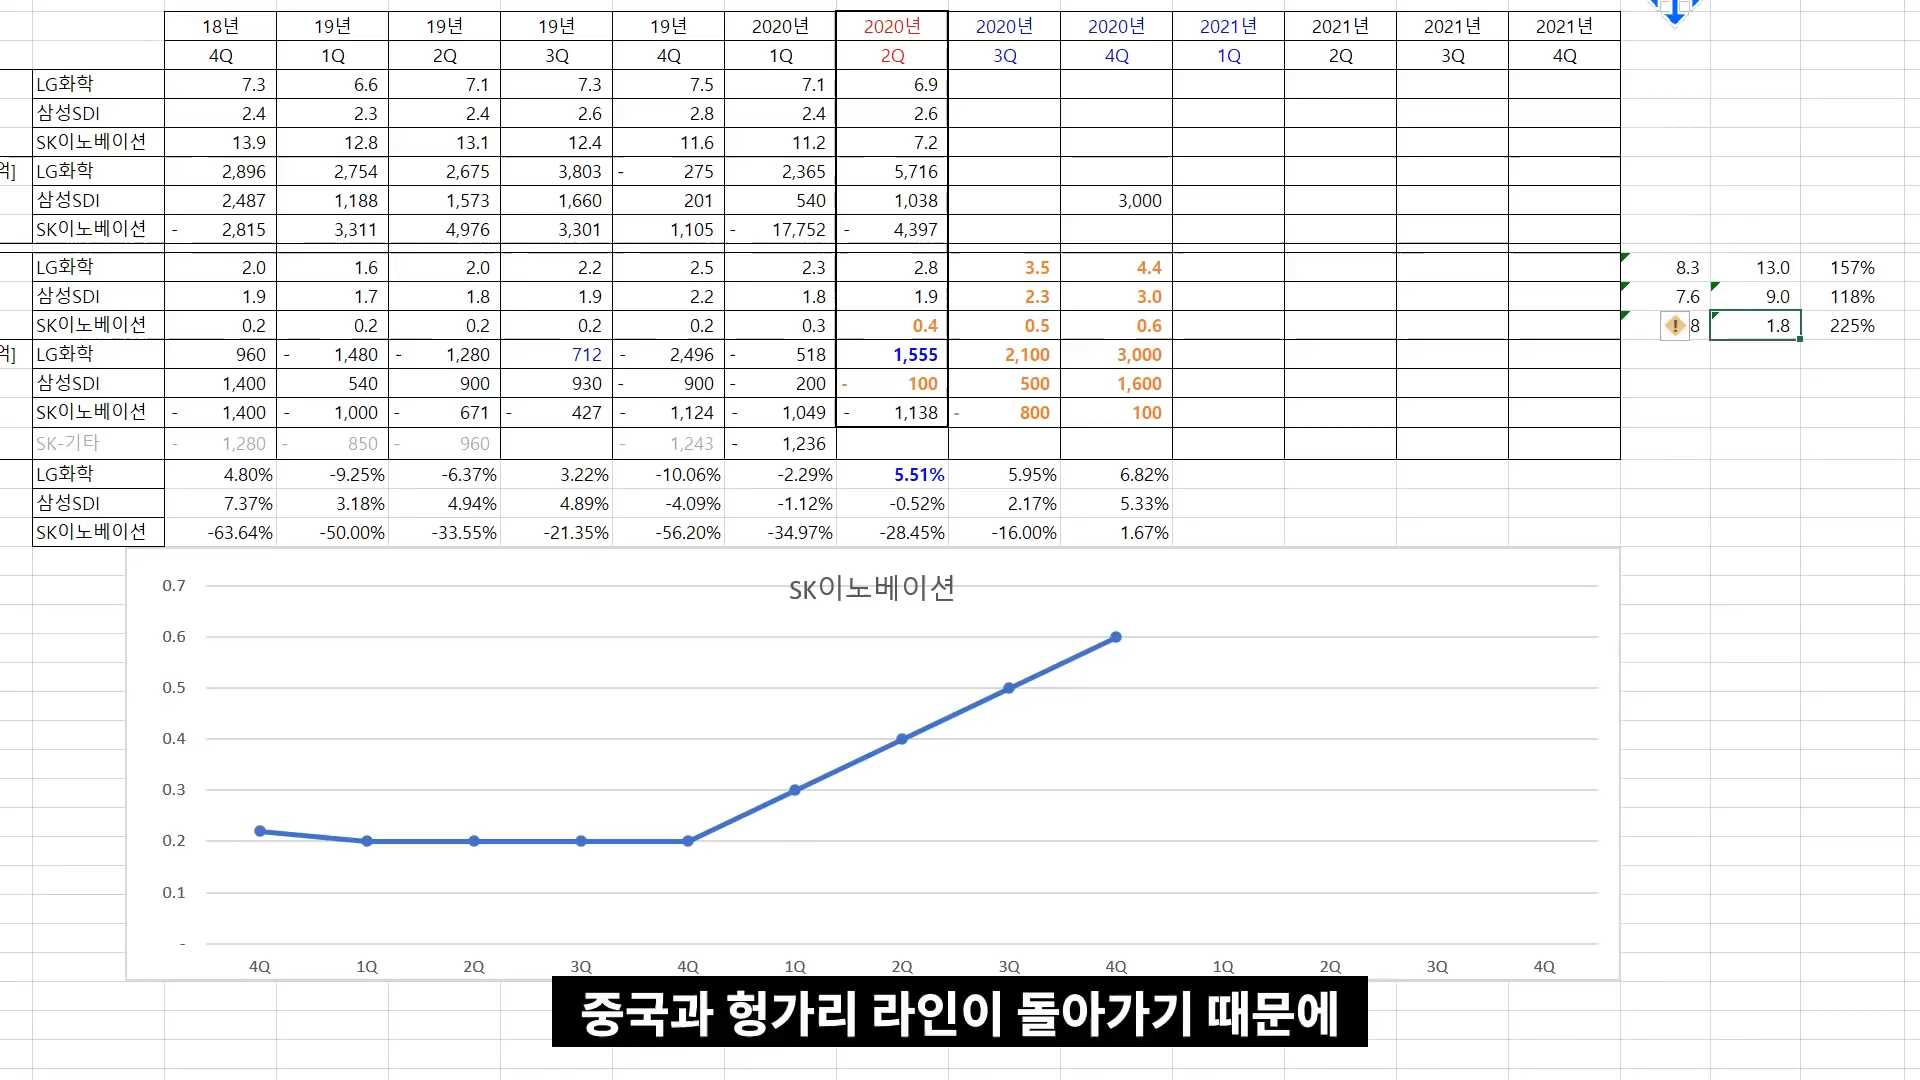 18년 19년 19년 19년 19년 2020년 2020년 2020년 2020년 2021년 2021년 2021년 2021년
4Q 1Q 2Q 3Q 4Q 1Q 2Q 3Q 4Q 1Q 2Q 3Q 4Q
LG화학 7.3 6.6 7.1 7.3 7.5 7.1 6.9
삼성SDI 2.4 2.3 2.4 2.6 2.8 2.4 2.6
SK이노베이션 13.9 12.8 13.1 12.4 11.6 11.2 7.2
억] LG화학 2,896 2,754 2,675 3,803 - 275 2,365 5,716
삼성SDI 2,487 1,188 1,573 1,660 201 540 1,038 3,000
SK이노베이션 - 2,815 3,311 4,976 3,301 1,105 - 17,752 - 4,397
LG화학 2.0 1.6 2.0 2.2 2.5 2.3 2.8 3.5 4.4 8.3 13.0 157%
삼성SDI 1.9 1.7 1.8 1.9 2.2 1.8 1.9 2.3 3.0 7.6 9.0 118%
SK이노베이션 0.2 0.2 0.2 0.2 0.2 0.3 0.4 0.5 0.6 8 1.8 225%
억] LG화학 960 - 1,480 - 1,280 712 - 2,496 - 518 1,555 2,100 3,000
삼성SDI 1,400 540 900 930 - 900 - 200 - 100 500 1,600
SK이노베이션 - 1,400 - 1,000 - 671 - 427 - 1,124 - 1,049 - 1,138 - 800 100
SK-기타 - 1,280 - 850 - 960 - 1,243 - 1,236
LG화학 4.80% -9.25% -6.37% 3.22% -10.06% -2.29% 5.51% 5.95% 6.82%
삼성SDI 7.37% 3.18% 4.94% 4.89% -4.09% -1.12% -0.52% 2.17% 5.33%
SK이노베이션 -63.64% -50.00% -33.55% -21.35% -56.20% -34.97% -28.45% -16.00% 1.67%
SK이노베이션
0.7
0.6
0.5
0.4
0.3
0.2
0.1
-
4Q 1Q 2Q 3Q 4Q 1Q 2Q 3Q 4Q 1Q 2Q 3Q 4Q
중국과 헝가리 라인이 돌아가기 때문에